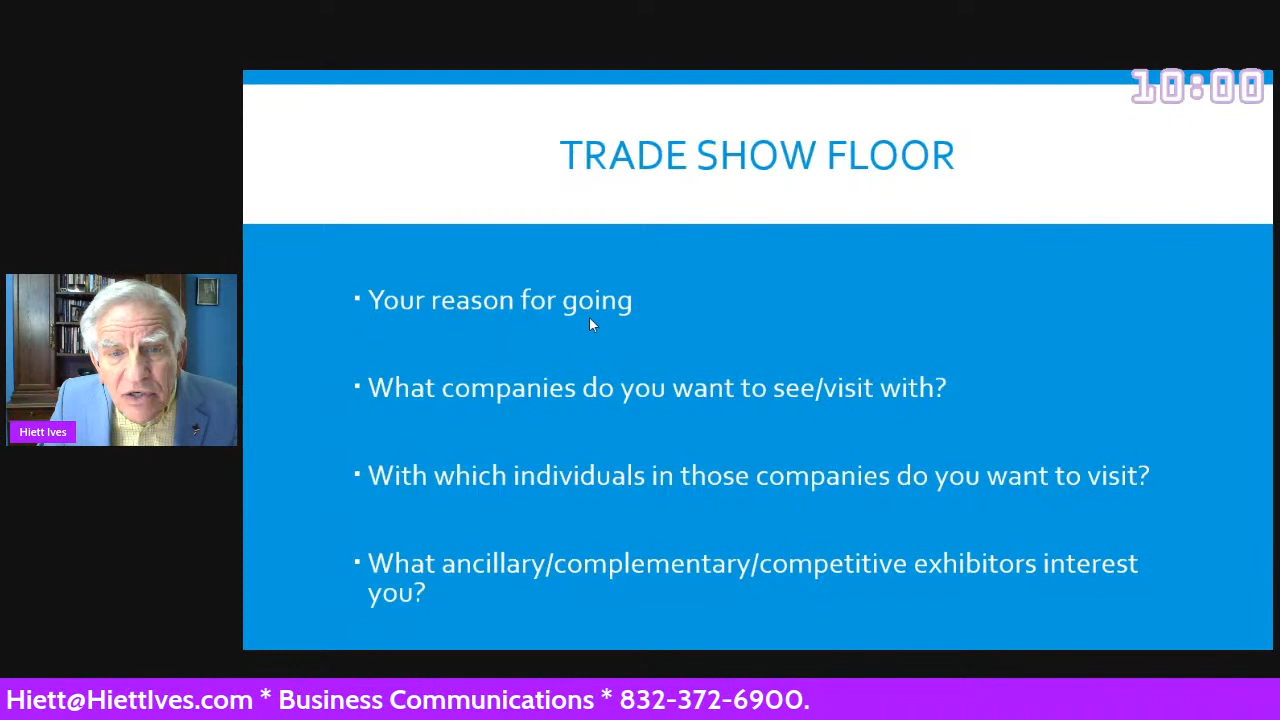 10:00
TRADE SHOW FLOOR
▪ Your reason for going
▪ What companies do you want to see/visit with?
▪ With which individuals in those companies do you want to visit?
▪ What ancillary/complementary/competitive exhibitors interest
you?
Hiett Ives
Hiett@HiettIves.com * Business Communications * 832-372-6900.